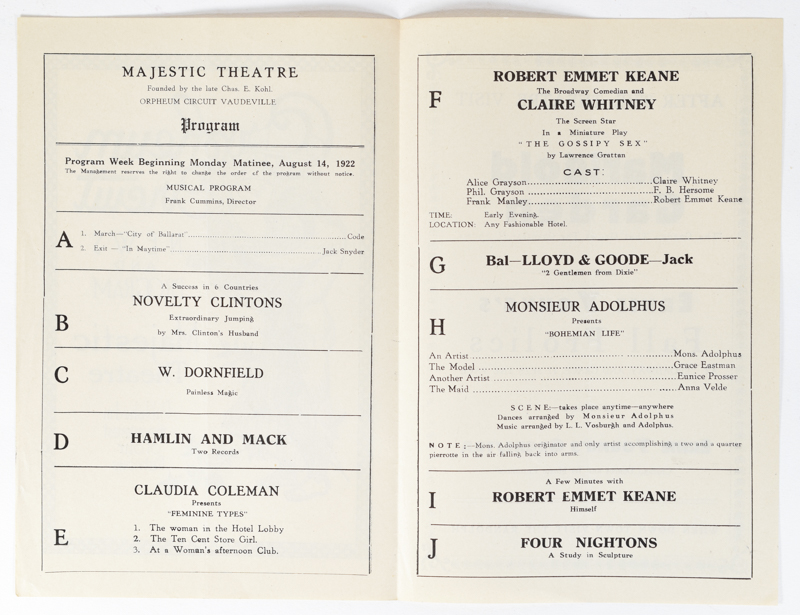 MAJESTIC THEATRE
Founded by the late Chas. E. Kohl.
ORPHEUM CIRCUIT VAUDEVILLE
Program
Program Week Beginning Monday Matinee, August 14, 1922
The Management reserves the right to change the order of the program without notice.
MUSICAL PROGRAM
Frank Cummins, Director
A
1. March—"City of Ballarat"........Code
2. Exit — "In Maytime"........Jack Snyder
A Success in 6 Countries
B
NOVELTY CLINTONS
Extraordinary Jumping
by Mrs. Clinton's Husband
C
W. DORNFIELD
Painless Magic
D
HAMLIN AND MACK
Two Records
E
CLAUDIA COLEMAN
Presents
"FEMININE TYPES"
1. The woman in the Hotel Lobby
2. The Ten Cent Store Girl.
3. At a Woman's afternoon Club.
F
ROBERT EMMET KEANE
The Broadway Comedian and
CLAIRE WHITNEY
The Screen Star
In a Miniature Play
"THE GOSSIPY SEX"
by Lawrence Grattan
CAST:
Alice Grayson........Claire Whitney
Phil. Grayson........F. B. Hersome
Frank Manley........Robert Emmet Keane
TIME: Early Evening.
LOCATION: Any Fashionable Hotel.
G
Bal—LLOYD & GOODE—Jack
"2 Gentlemen from Dixie"
H
MONSIEUR ADOLPHUS
Presents
"BOHEMIAN LIFE"
An Artist ........Mons. Adolphus
The Model ........Grace Eastman
Another Artist ........Eunice Prosser
The Maid ........Anna Velde
SCENE:—takes place anytime—anywhere
Dances arranged by Monsieur Adolphus
Music arranged by L. L. Vosburgh and Adolphus.
NOTE:—Mons. Adolphus originator and only artist accomplishing a two and a quarter
pierrotte in the air falling back into arms.
I
A Few Minutes with
ROBERT EMMET KEANE
Himself
J
FOUR NIGHTONS
A Study in Sculpture